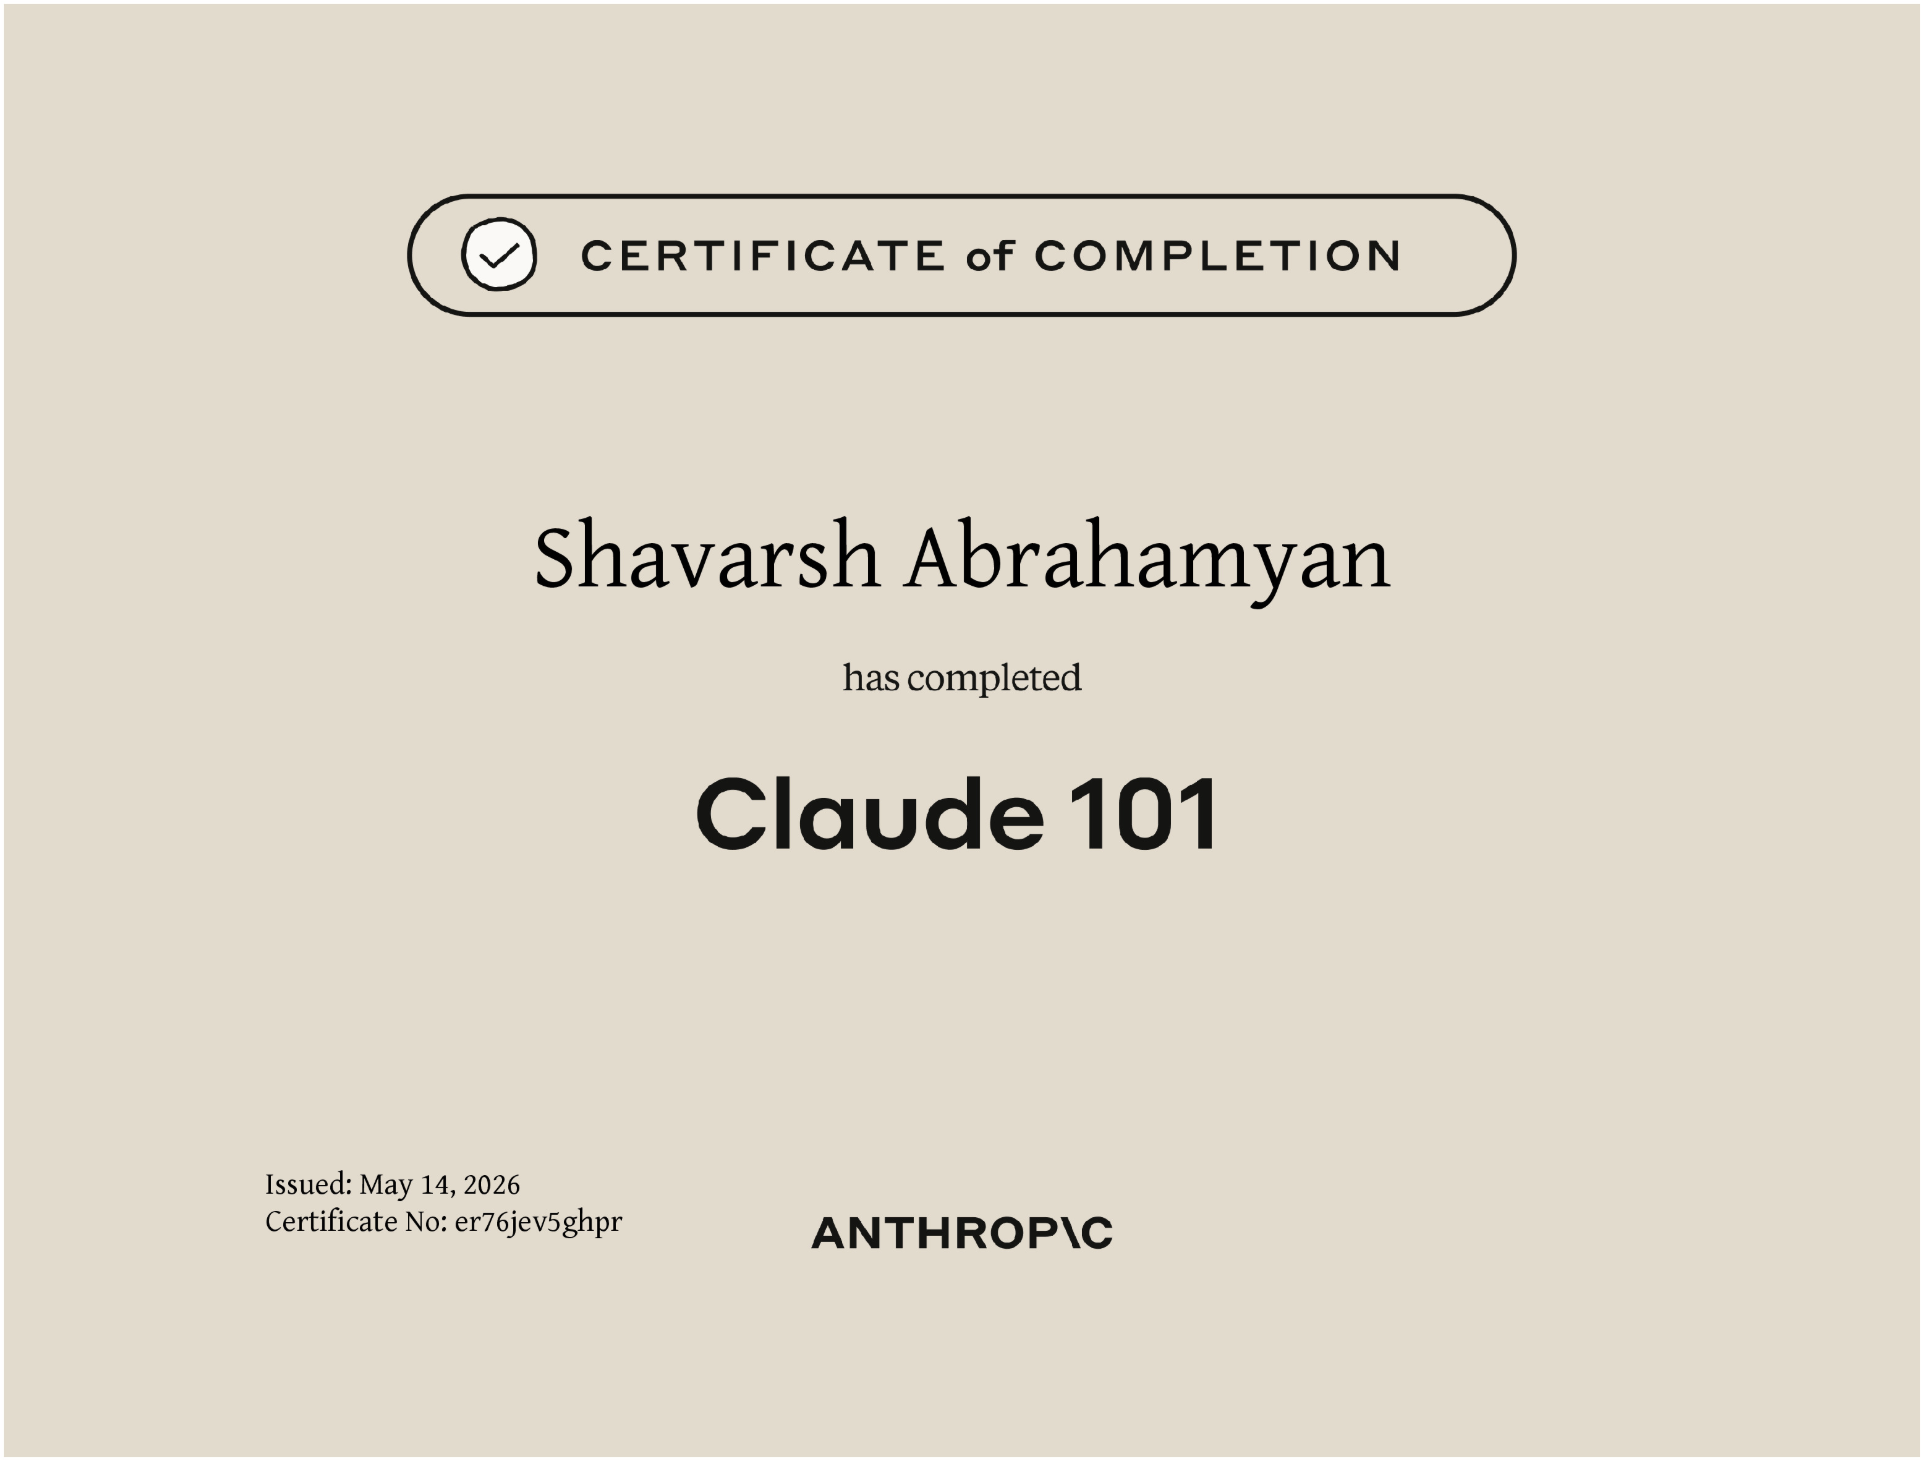 CERTIFICATE of COMPLETION
Shavarsh Abrahamyan
has completed
Claude 101
Issued: May 14, 2026
Certificate No: er76jev5ghpr
ANTHROP\C